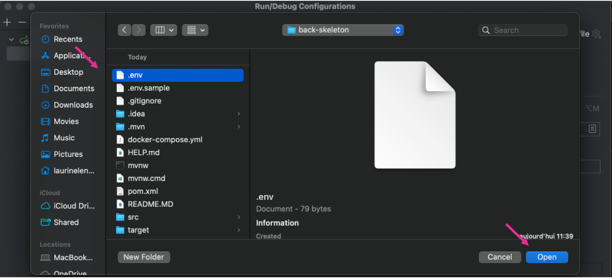 Run/Debug Configurations
Favorites
Recents
Applicati...
Desktop
Documents
Downloads
Movies
Music
Pictures
laurinelen...
iCloud
iCloud Dri...
Shared
Locations
MacBook...
OneDrive
back-skeleton
Search
Today
.env
.env.sample
.gitignore
.idea
.mvn
docker-compose.yml
HELP.md
mvnw
mvnw.cmd
pom.xml
README.MD
src
target
.env
Document - 79 bytes
Information
Created
aujourd'hui 11:39
New Folder
Cancel
Open
file
⌥M